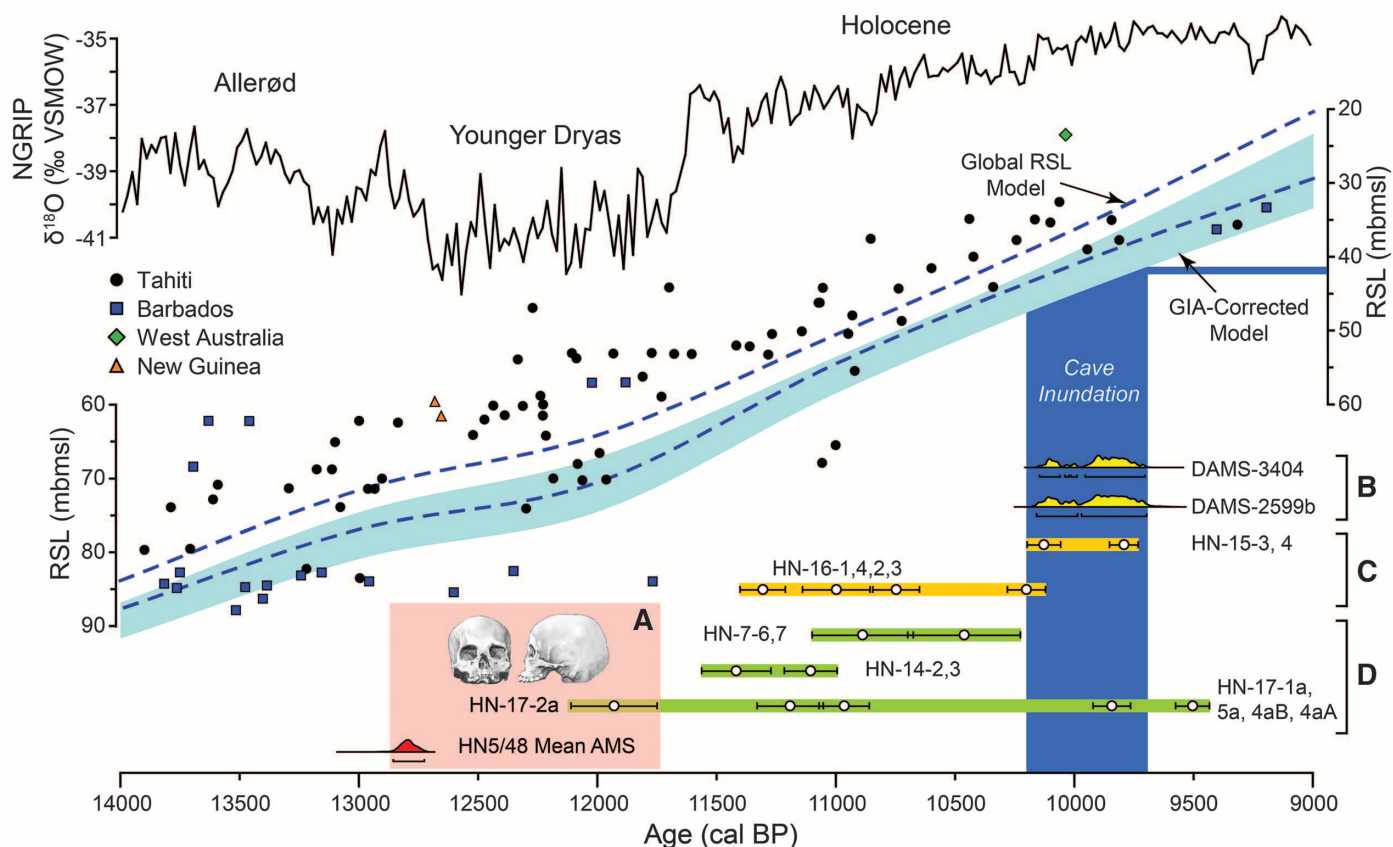 Holocene
Allerød
Younger Dryas
NGRIP
δ18O (‰ VSMOW)
-35
-37
-39
-41
Tahiti
Barbados
West Australia
New Guinea
Global RSL
Model
GIA-Corrected
Model
20
30
40
50
60
RSL (mbmsl)
60
70
80
90
RSL (mbmsl)
Cave
Inundation
DAMS-3404
DAMS-2599b
B
HN-15-3, 4
HN-16-1,4,2,3
C
A
HN-7-6,7
HN-14-2,3
HN-17-2a
HN-17-1a,
5a, 4aB, 4aA
D
HN5/48 Mean AMS
14000
13500
13000
12500
12000
11500
11000
10500
10000
9500
9000
Age (cal BP)